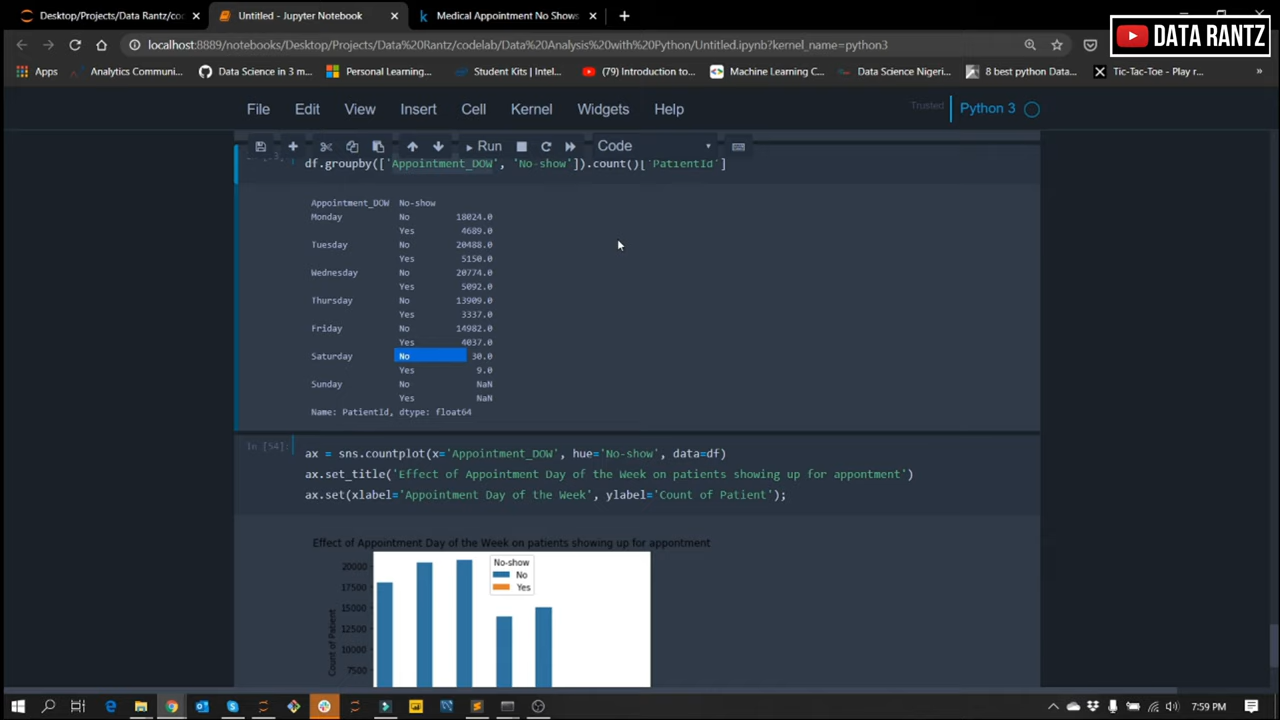 Desktop/Projects/Data Rantz/co
Untitled - Jupyter Notebook
Medical Appointment No Shows
DATA RANTZ
localhost:8889/notebooks/Desktop/Projects/Data%20Rantz/codelab/Data%20Analysis%20with%20Python/Untitled.ipynb?kernel_name=python3
Apps
Analytics Communi...
Data Science in 3 m...
Personal Learning...
Student Kits | Intel...
(79) Introduction to...
Machine Learning C...
Data Science Nigeri...
8 best python Data...
Tic-Tac-Toe - Play r...
»
File Edit View Insert Cell Kernel Widgets Help
Trusted
Python 3
Run
Code
df.groupby(['Appointment_DOW', 'No-show']).count()['PatientId']
Appointment_DOW No-show
Monday No 18024.0
Yes 4689.0
Tuesday No 20488.0
Yes 5150.0
Wednesday No 20774.0
Yes 5092.0
Thursday No 13909.0
Yes 3337.0
Friday No 14982.0
Yes 4037.0
Saturday No 30.0
Yes 9.0
Sunday No NaN
Yes NaN
Name: PatientId, dtype: float64
In [54]:
ax = sns.countplot(x='Appointment_DOW', hue='No-show', data=df)
ax.set_title('Effect of Appointment Day of the Week on patients showing up for appontment')
ax.set(xlabel='Appointment Day of the Week', ylabel='Count of Patient');
Effect of Appointment Day of the Week on patients showing up for appontment
No-show
No
Yes
20000
17500
15000
12500
10000
7500
Count of Patient
7:59 PM